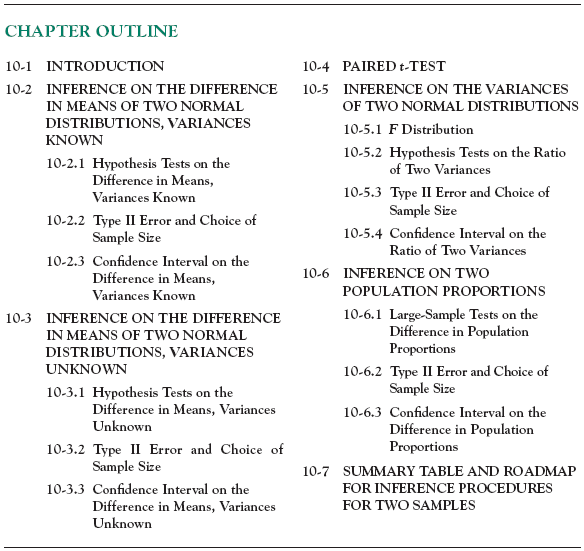 CHAPTER OUTLINE
10-1 INTRODUCTION
10-2 INFERENCE ON THE DIFFERENCE
IN MEANS OF TWO NORMAL
DISTRIBUTIONS, VARIANCES
KNOWN
10-2.1 Hypothesis Tests on the
Difference in Means,
Variances Known
10-2.2 Type II Error and Choice of
Sample Size
10-2.3 Confidence Interval on the
Difference in Means,
Variances Known
10-3 INFERENCE ON THE DIFFERENCE
IN MEANS OF TWO NORMAL
DISTRIBUTIONS, VARIANCES
UNKNOWN
10-3.1 Hypothesis Tests on the
Difference in Means, Variances
Unknown
10-3.2 Type II Error and Choice of
Sample Size
10-3.3 Confidence Interval on the
Difference in Means, Variances
Unknown
10-4 PAIRED t-TEST
10-5 INFERENCE ON THE VARIANCES
OF TWO NORMAL DISTRIBUTIONS
10-5.1 F Distribution
10-5.2 Hypothesis Tests on the Ratio
of Two Variances
10-5.3 Type II Error and Choice of
Sample Size
10-5.4 Confidence Interval on the
Ratio of Two Variances
10-6 INFERENCE ON TWO
POPULATION PROPORTIONS
10-6.1 Large-Sample Tests on the
Difference in Population
Proportions
10-6.2 Type II Error and Choice of
Sample Size
10-6.3 Confidence Interval on the
Difference in Population
Proportions
10-7 SUMMARY TABLE AND ROADMAP
FOR INFERENCE PROCEDURES
FOR TWO SAMPLES